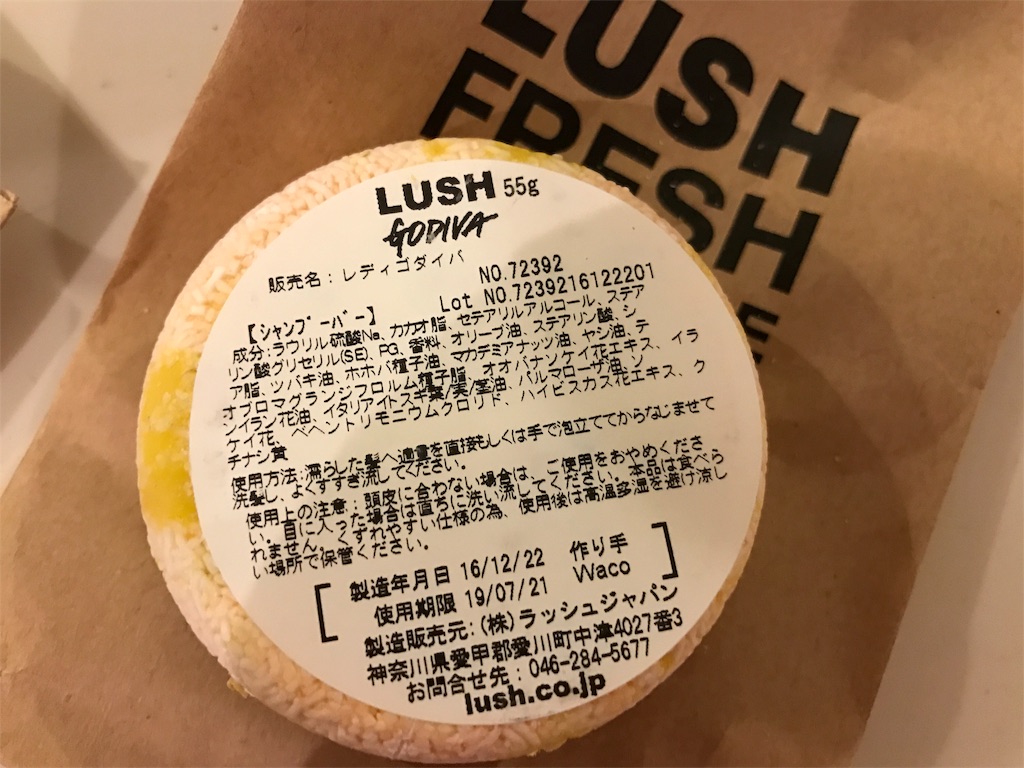 LUSH
FRESH
LUSH 55g
GODIVA
販売名：レディゴダイバ
NO.72392
Lot NO.7239216122201
【シャンプーバー】
成分：ラウリル硫酸Na、カカオ脂、セテアリルアルコール、ステア
リン酸グリセリル(SE)、PG、香料、オリーブ油、ステアリン酸、シ
ア脂、ツバキ油、ホホバ種子油、マカデミアナッツ油、ヤシ油、テ
オブロマグランジフロルム種子脂、オオバナソケイ花エキス、イラ
ンイラン花油、イタリアイトスギ葉/実/茎油、パルマローザ油、ソ
ケイ花、ベヘントリモニウムクロリド、ハイビスカス花エキス、ク
チナシ黄
使用方法：濡らした髪へ適量を直接もしくは手で泡立ててからなじませて
洗髪し、よくすすぎ流してください。
使用上の注意：頭皮に合わない場合は、ご使用をおやめくださ
い。目に入った場合は直ちに洗い流してください。本品は食べら
れません。くずれやすい仕様の為、使用後は高温多湿を避け涼し
い場所で保管ください。
製造年月日 16/12/22 作り手
使用期限 19/07/21 Waco
製造販売元：(株)ラッシュジャパン
神奈川県愛甲郡愛川町中津4027番3
お問合せ先：046-284-5677
lush.co.jp